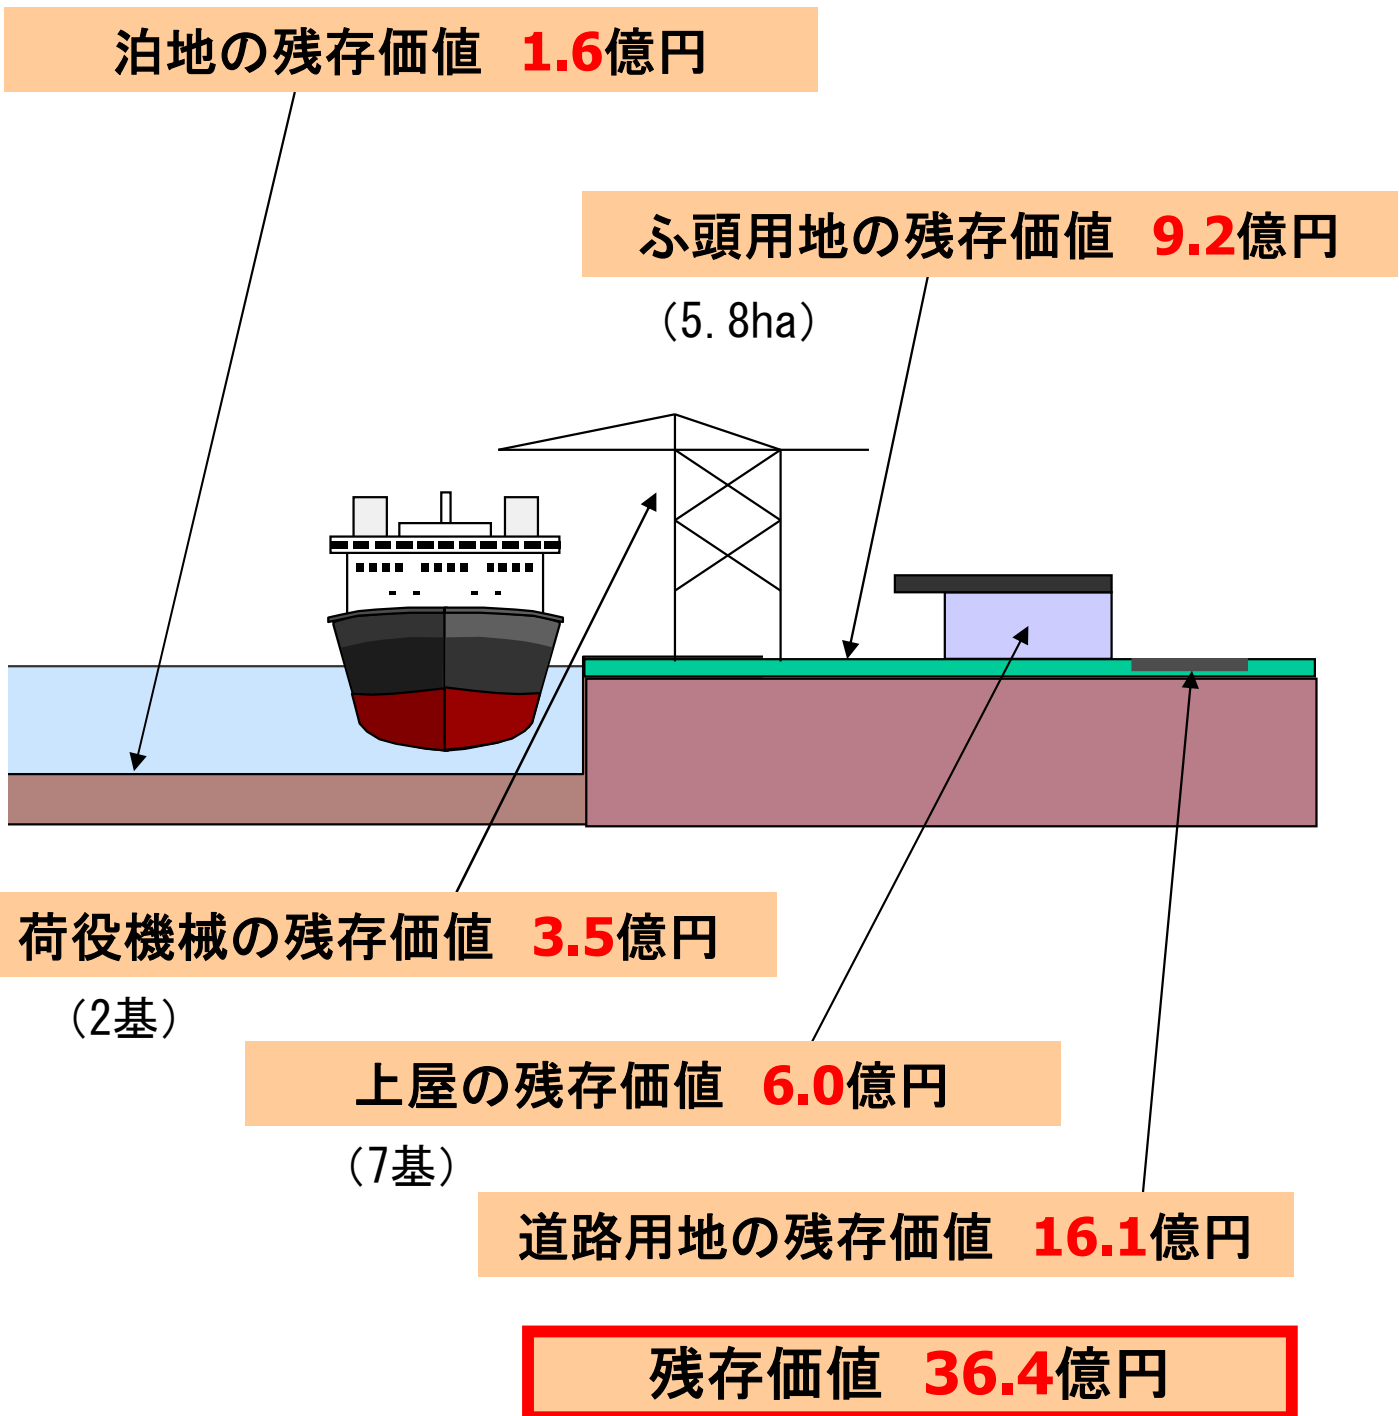 泊地の残存価値 1.6億円
ふ頭用地の残存価値 9.2億円
(5.8ha)
荷役機械の残存価値 3.5億円
(2基)
上屋の残存価値 6.0億円
(7基)
道路用地の残存価値 16.1億円
残存価値 36.4億円